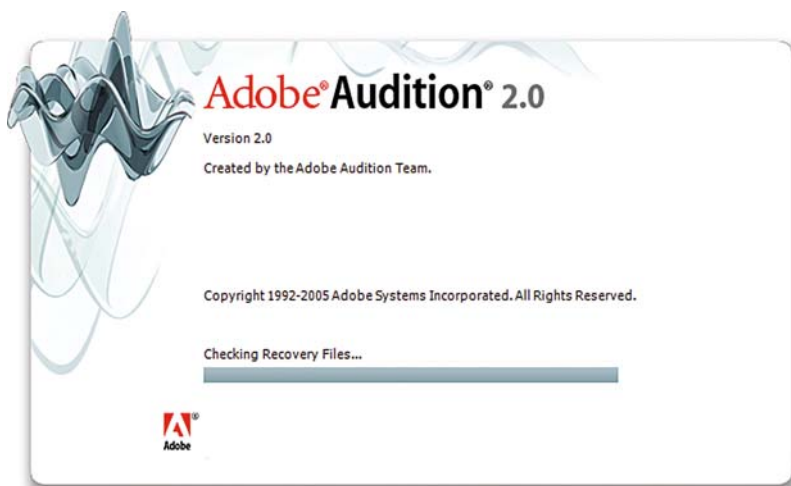 Adobe® Audition® 2.0
Version 2.0
Created by the Adobe Audition Team.
Copyright 1992-2005 Adobe Systems Incorporated. All Rights Reserved.
Checking Recovery Files...
®
Adobe